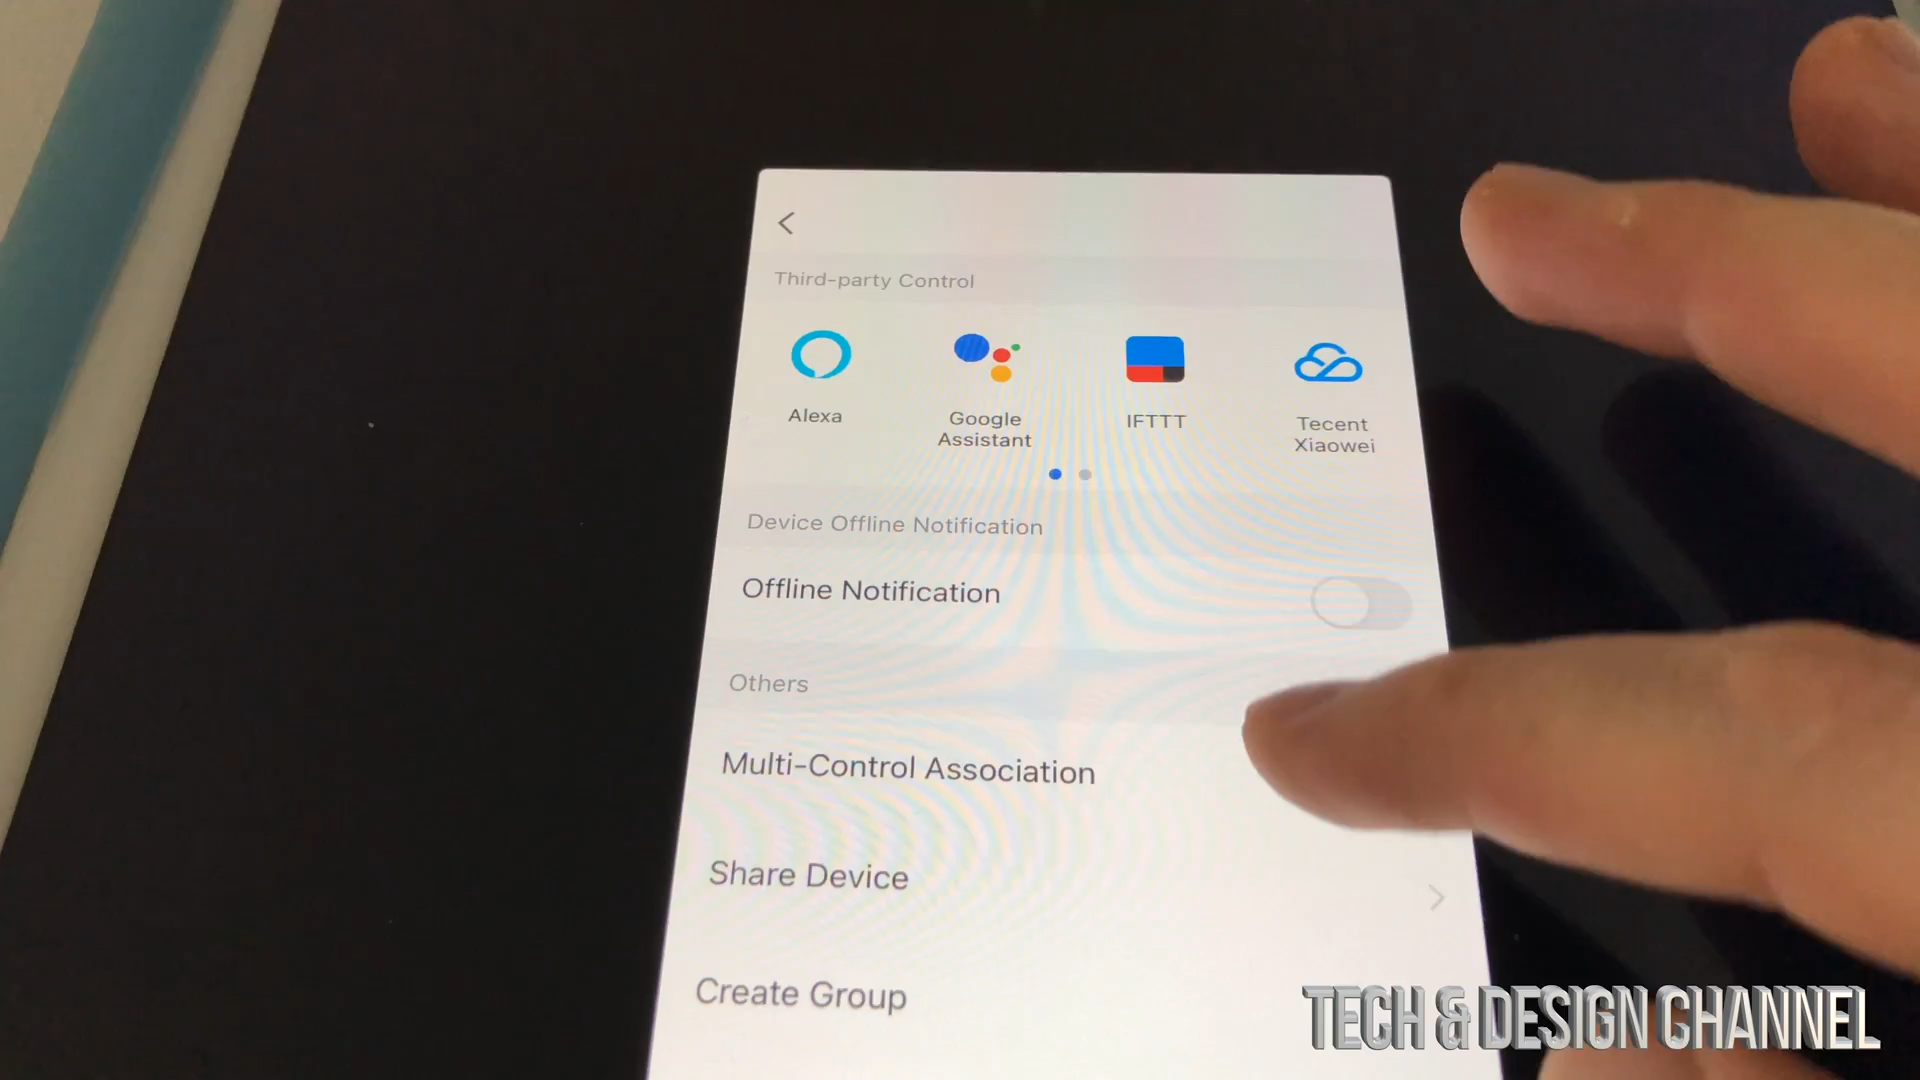 Third-party Control
Alexa
Google
Assistant
IFTTT
Tecent
Xiaowei
Device Offline Notification
Offline Notification
Others
Multi-Control Association
Share Device
Create Group
TECH & DESIGN CHANNEL